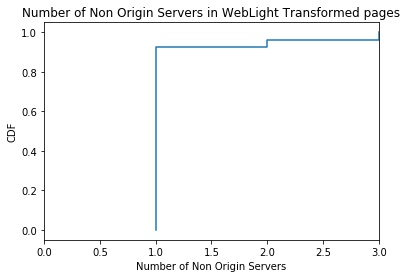 Number of Non Origin Servers in WebLight Transformed pages
1.0
0.8
0.6
0.4
0.2
0.0
CDF
0.0 0.5 1.0 1.5 2.0 2.5 3.0
Number of Non Origin Servers